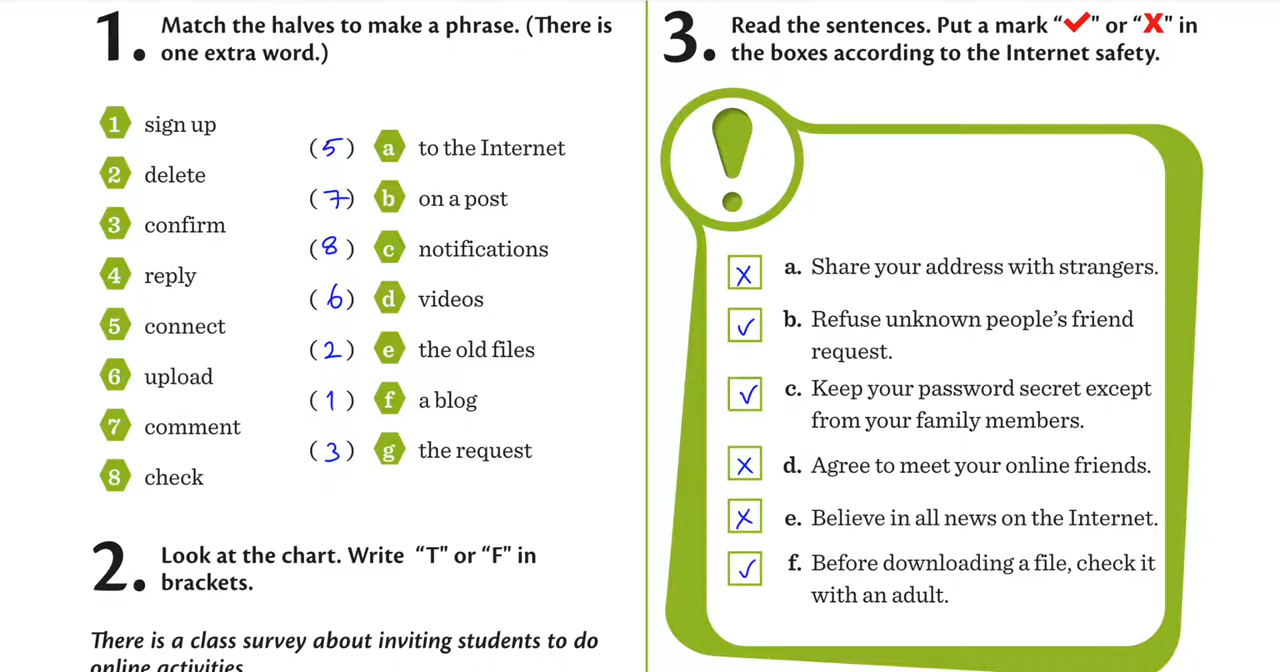 1. Match the halves to make a phrase. (There is
one extra word.)
1 sign up
2 delete
3 confirm
4 reply
5 connect
6 upload
7 comment
8 check
(5) a to the Internet
(7) b on a post
(8) c notifications
(6) d videos
(2) e the old files
(1) f a blog
(3) g the request
2. Look at the chart. Write “T" or “F" in
brackets.
There is a class survey about inviting students to do
online activities.
3. Read the sentences. Put a mark “✓" or “X" in
the boxes according to the Internet safety.
!
X a. Share your address with strangers.
✓ b. Refuse unknown people’s friend
request.
✓ c. Keep your password secret except
from your family members.
X d. Agree to meet your online friends.
X e. Believe in all news on the Internet.
✓ f. Before downloading a file, check it
with an adult.